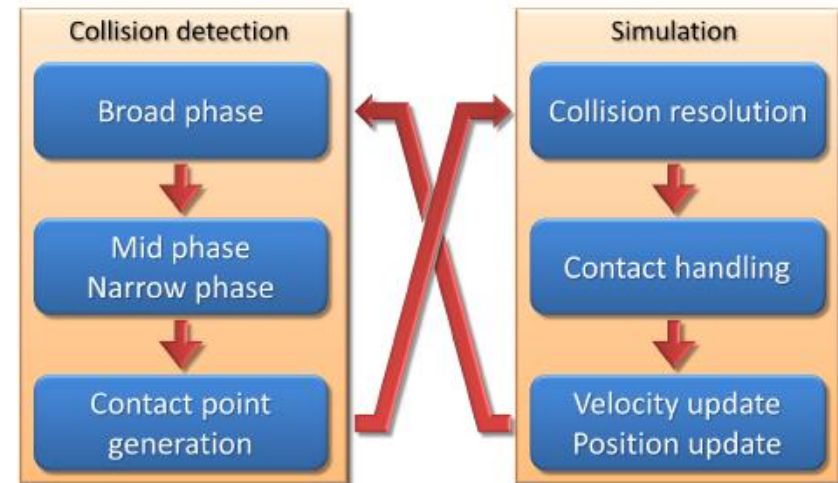 Collision detection
Broad phase
Mid phase
Narrow phase
Contact point
generation
Simulation
Collision resolution
Contact handling
Velocity update
Position update